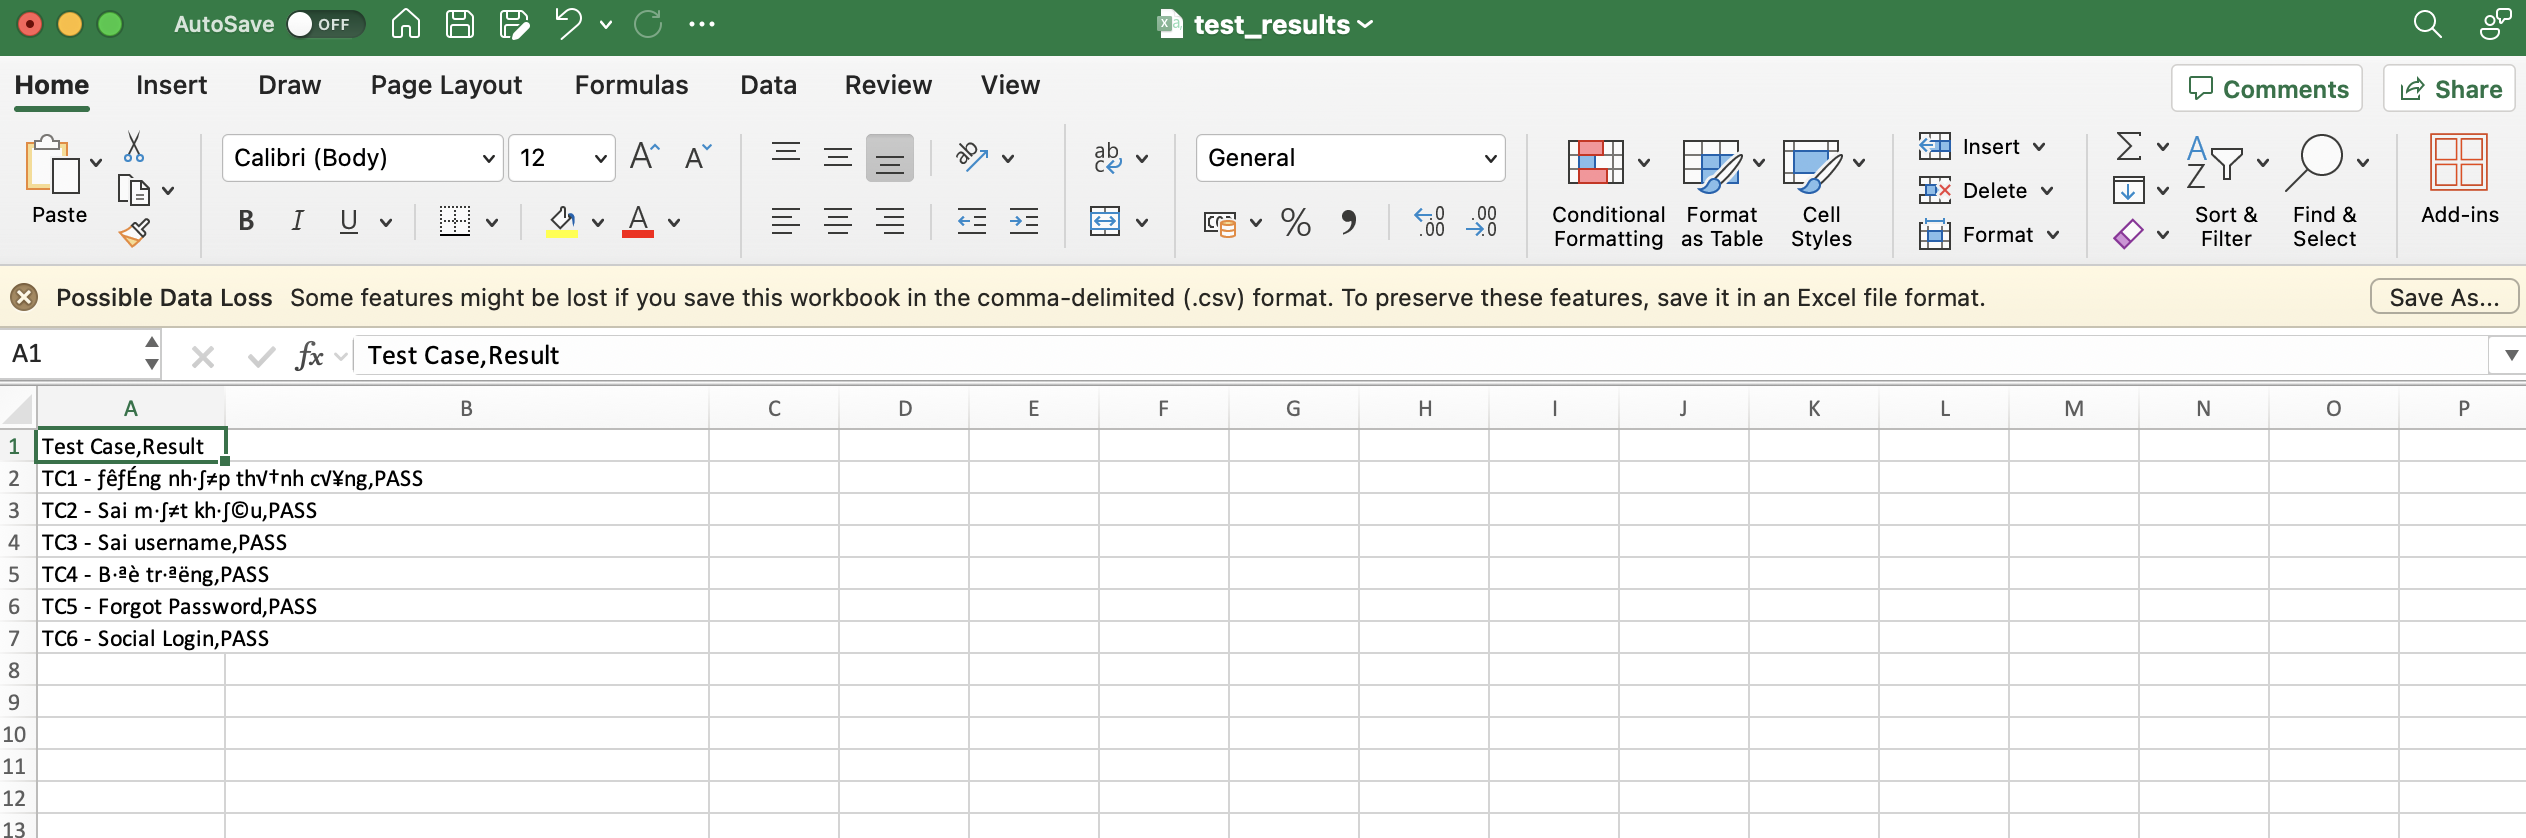 AutoSave OFF test_results
Home Insert Draw Page Layout Formulas Data Review View Comments Share
Paste Calibri (Body) 12 General
Conditional Formatting Format as Table Cell Styles
Insert
Delete
Format
Sort & Filter Find & Select Add-ins
Possible Data Loss Some features might be lost if you save this workbook in the comma-delimited (.csv) format. To preserve these features, save it in an Excel file format. Save As...
A1 fx Test Case,Result
A B C D E F G H I J K L M N O P
1 Test Case,Result
2 TC1 - ƒêƒÉng nh·∫≠p th√†nh c√¥ng,PASS
3 TC2 - Sai m·∫≠t kh·∫©u,PASS
4 TC3 - Sai username,PASS
5 TC4 - B·ªè tr·ªëng,PASS
6 TC5 - Forgot Password,PASS
7 TC6 - Social Login,PASS
8
9
10
11
12
13